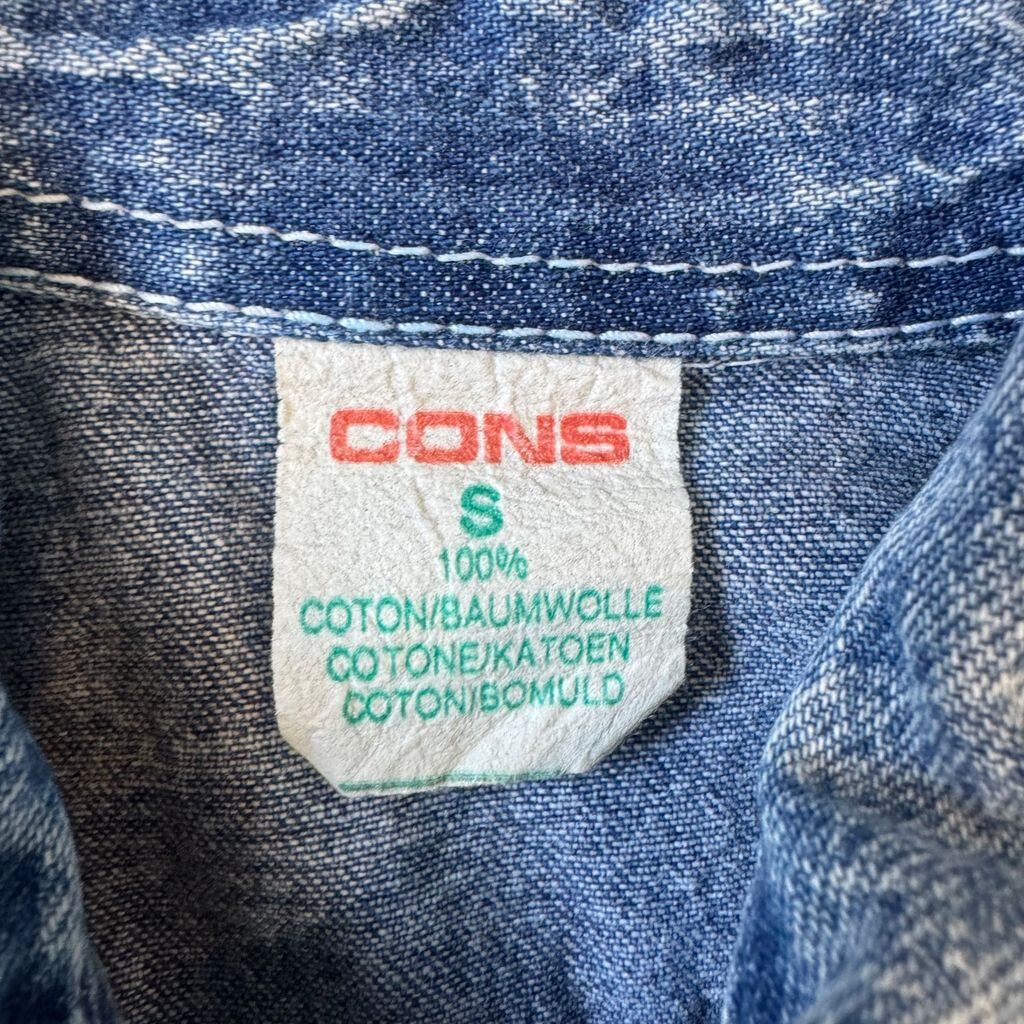 CONS
S
100%
COTON/BAUMWOLLE
COTONE/KATOEN
COTON/BOMULD